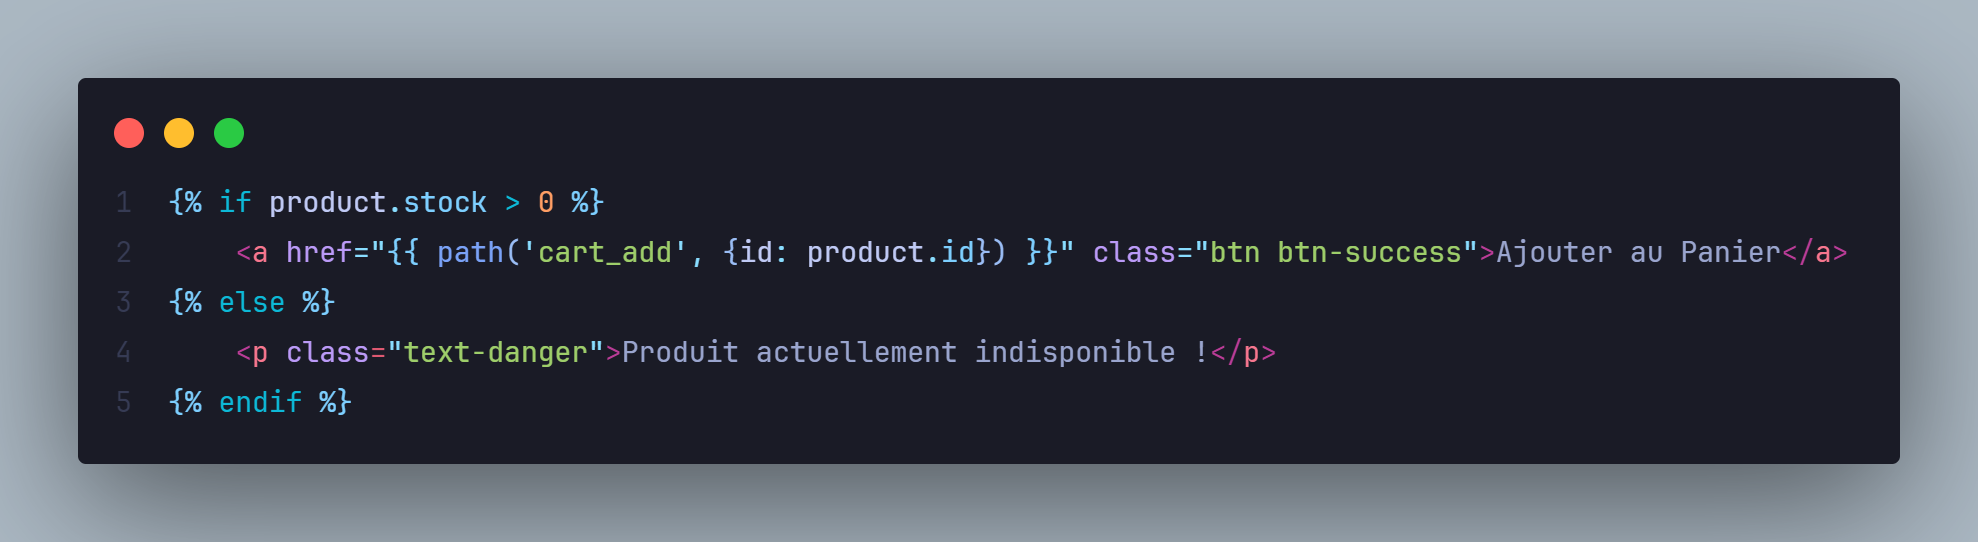 1 {% if product.stock > 0 %}
2     <a href="{{ path('cart_add', {id: product.id}) }}" class="btn btn-success">Ajouter au Panier</a>
3 {% else %}
4     <p class="text-danger">Produit actuellement indisponible !</p>
5 {% endif %}